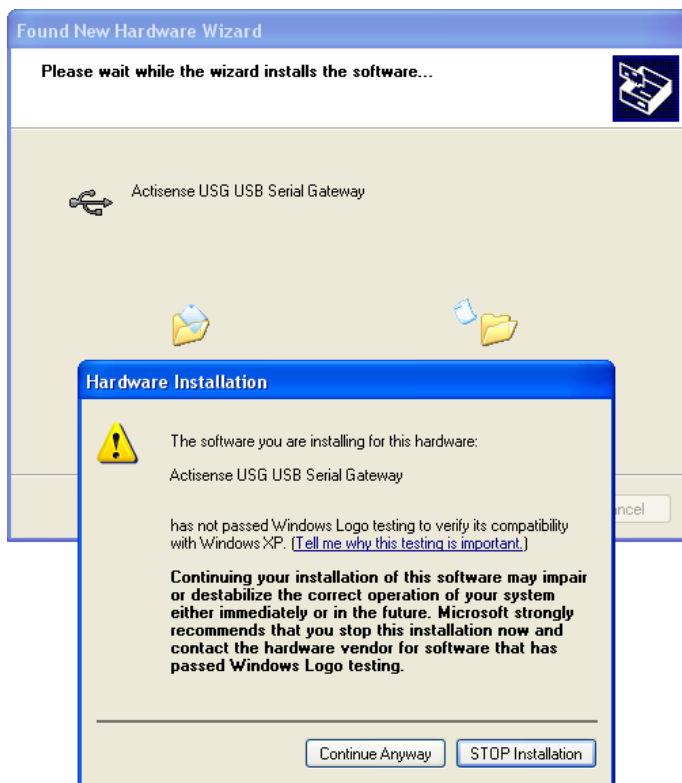 Found New Hardware Wizard
Please wait while the wizard installs the software...
Actisense USG USB Serial Gateway
Hardware Installation
The software you are installing for this hardware:
Actisense USG USB Serial Gateway
has not passed Windows Logo testing to verify its compatibility
with Windows XP. (Tell me why this testing is important.)
Continuing your installation of this software may impair
or destabilize the correct operation of your system
either immediately or in the future. Microsoft strongly
recommends that you stop this installation now and
contact the hardware vendor for software that has
passed Windows Logo testing.
Continue Anyway
STOP Installation